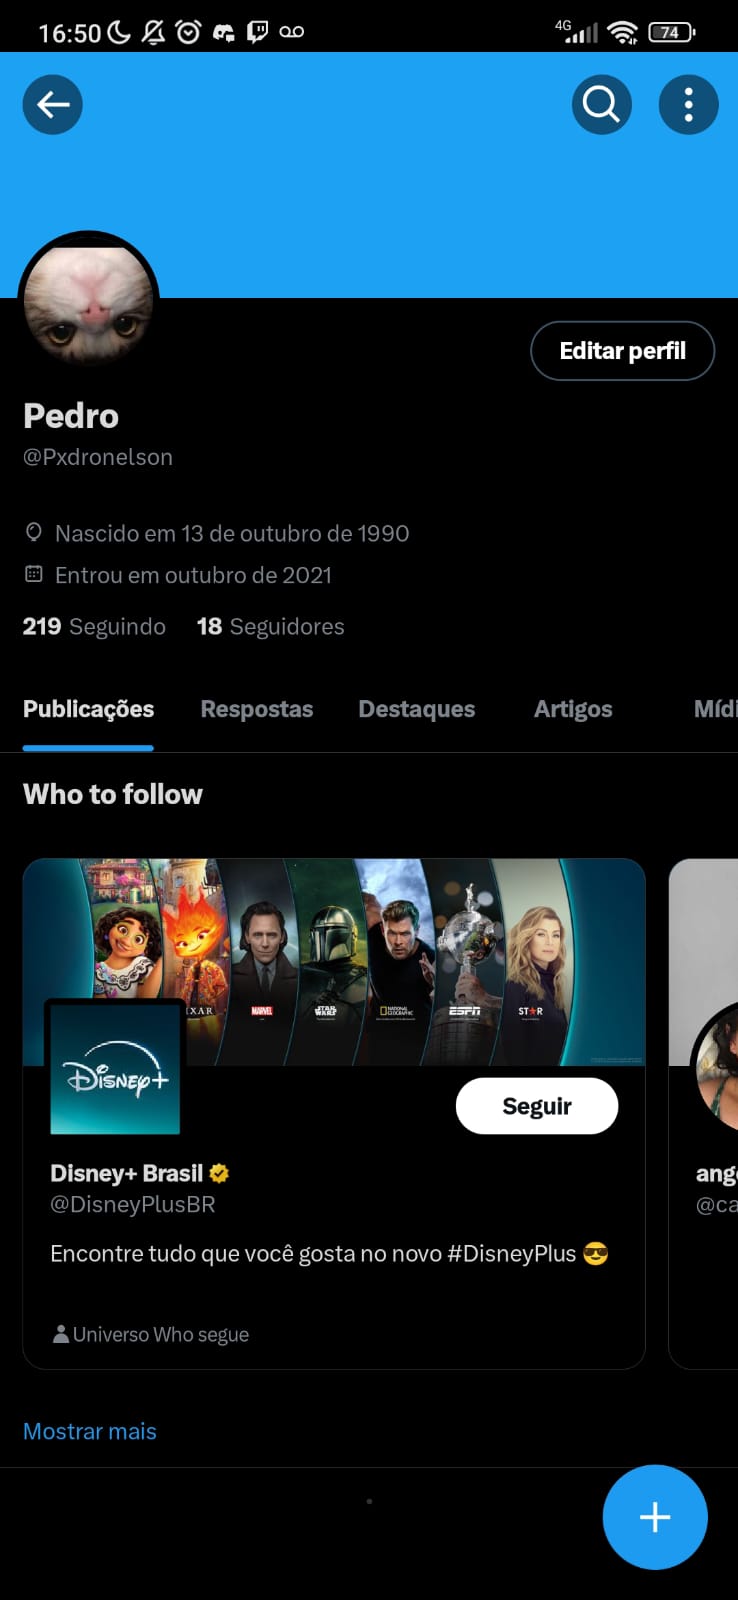 16:50
4G
74
Editar perfil
Pedro
@Pxdronelson
Nascido em 13 de outubro de 1990
Entrou em outubro de 2021
219 Seguindo 18 Seguidores
Publicações Respostas Destaques Artigos Mídi
Who to follow
XAR MARVEL STAR WARS NATIONAL GEOGRAPHIC ESPN ST★R
Disney+
Seguir
Disney+ Brasil
@DisneyPlusBR
Encontre tudo que você gosta no novo #DisneyPlus 😎
Universo Who segue
ang
@ca
Mostrar mais